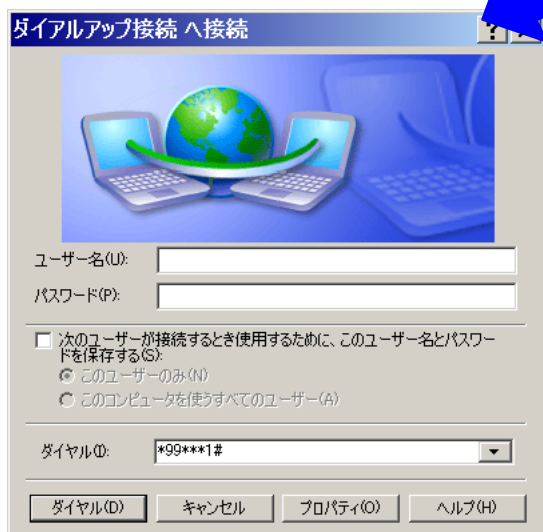 ダイアルアップ接続 へ接続
?
ユーザー名(U):
パスワード(P):
次のユーザーが接続するとき使用するために、このユーザー名とパスワー
ドを保存する(S):
このユーザーのみ(N)
このコンピュータを使うすべてのユーザー(A)
ダイヤル(I): *99***1#
ダイヤル(D) キャンセル プロパティ(O) ヘルプ(H)